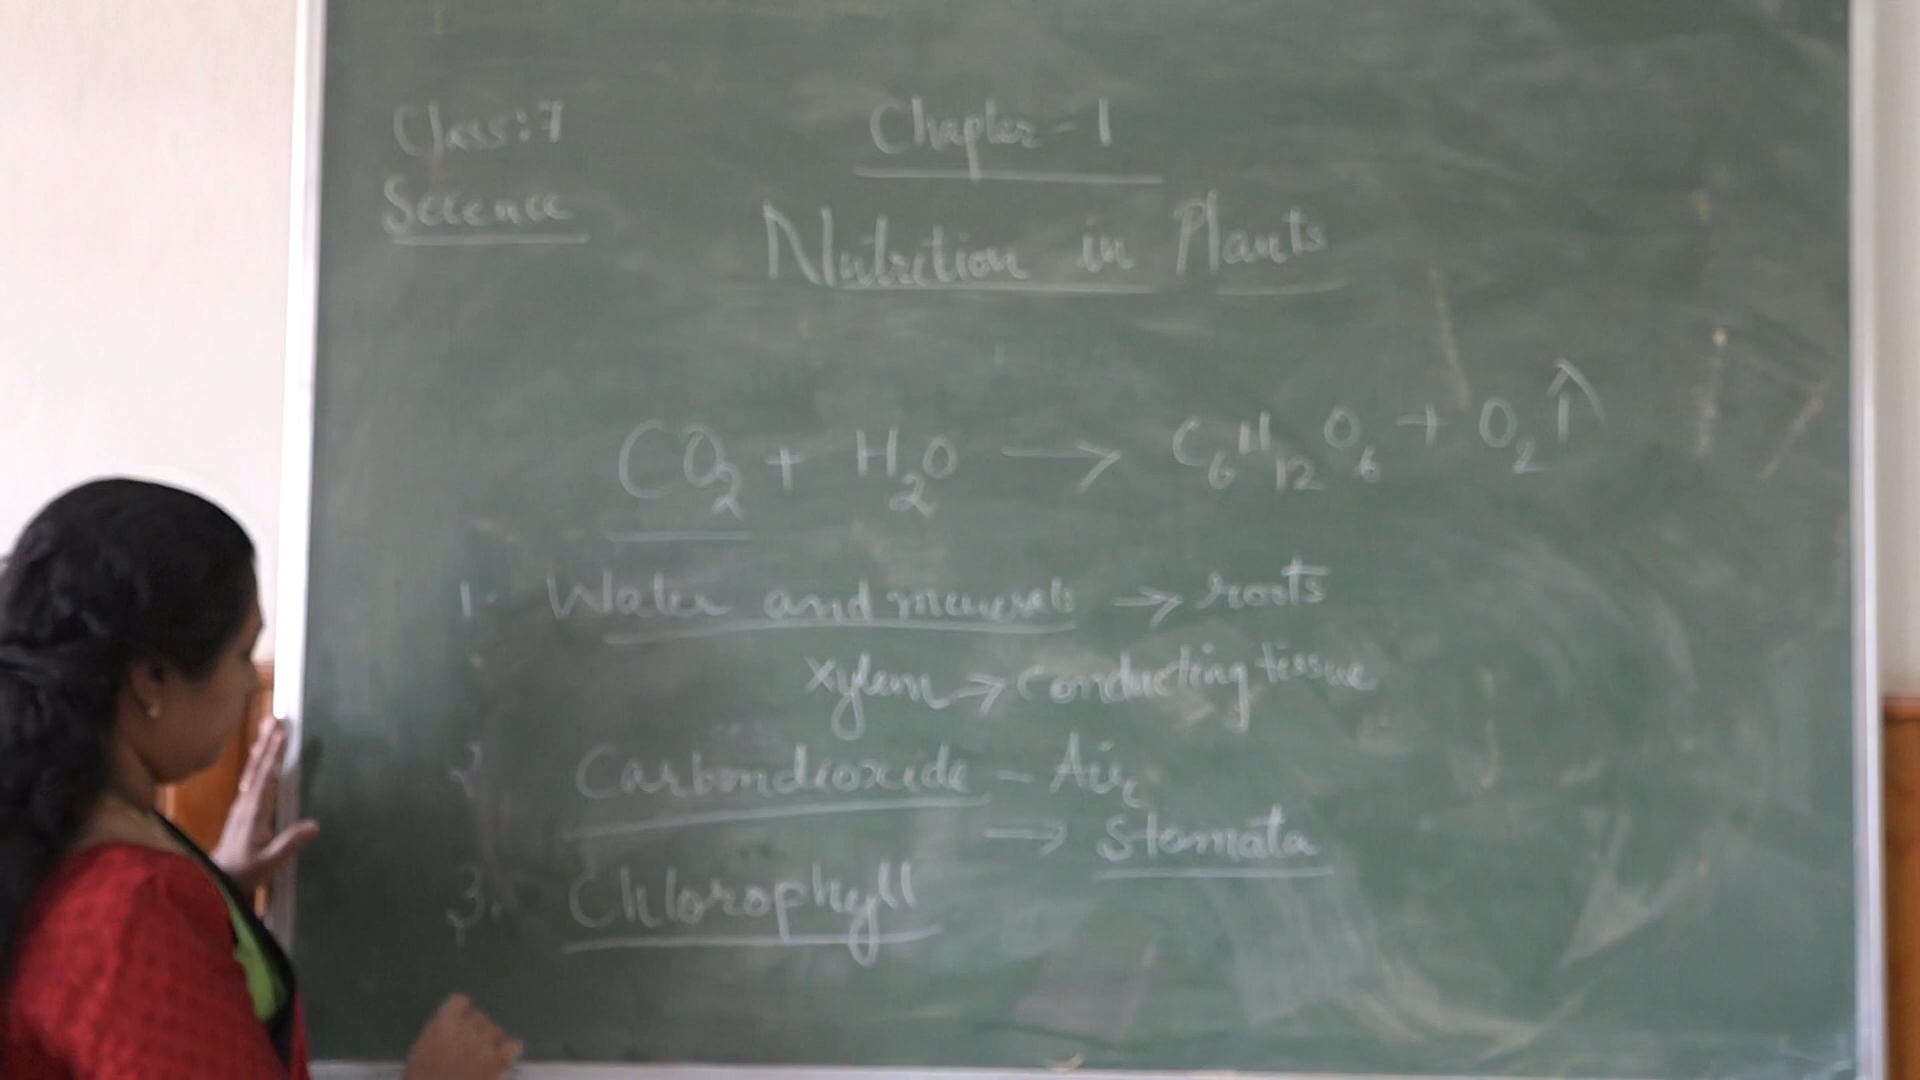 Class: 7
Science
Chapter - 1
Nutrition in Plants
CO₂ + H₂O → C₆H₁₂O₆ + O₂ ↑
1. Water and minerals → roots
xylem → conducting tissue
2. Carbondioxide - Air
→ Stomata
3. Chlorophyll